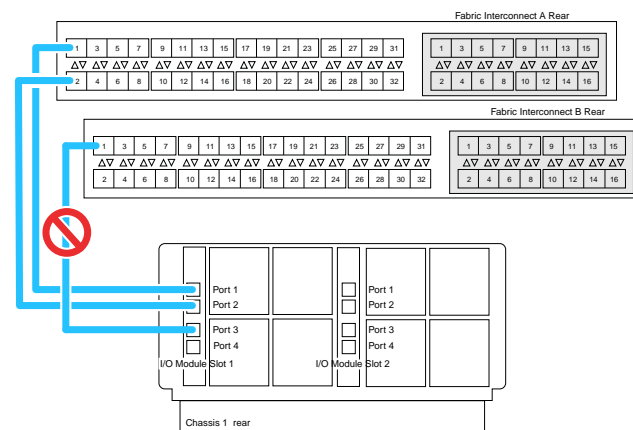 Fabric Interconnect A Rear
1 3 5 7 9 11 13 15 17 19 21 23 25 27 29 31 1 3 5 7 9 11 13 15
2 4 6 8 10 12 14 16 18 20 22 24 26 28 30 32 2 4 6 8 10 12 14 16
Fabric Interconnect B Rear
1 3 5 7 9 11 13 15 17 19 21 23 25 27 29 31 1 3 5 7 9 11 13 15
2 4 6 8 10 12 14 16 18 20 22 24 26 28 30 32 2 4 6 8 10 12 14 16
Port 1 Port 1
Port 2 Port 2
Port 3 Port 3
Port 4 Port 4
I/O Module Slot 1 I/O Module Slot 2
Chassis 1 rear